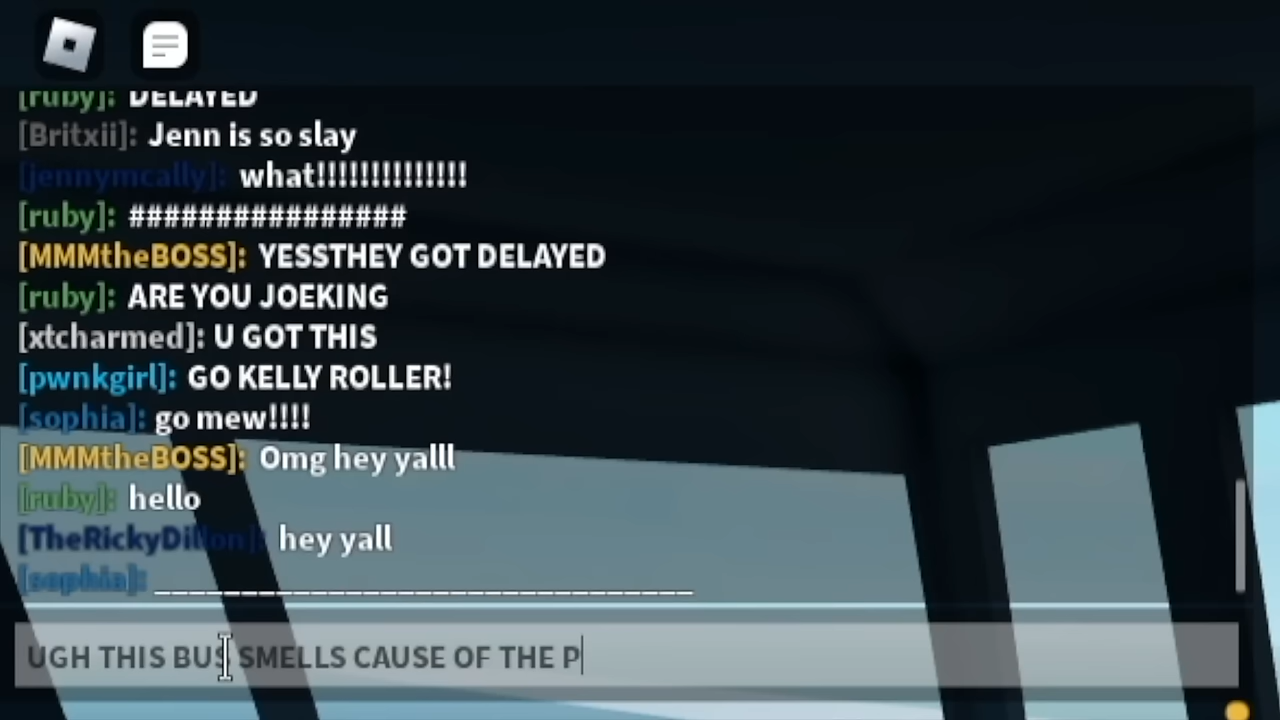 [ruby]: DELAYED
[Britxii]: Jenn is so slay
[jennymcally]: what!!!!!!!!!!!!!!
[ruby]: ################
[MMMtheBOSS]: YESSTHEY GOT DELAYED
[ruby]: ARE YOU JOEKING
[xtcharmed]: U GOT THIS
[pwnkgirl]: GO KELLY ROLLER!
[sophia]: go mew!!!!
[MMMtheBOSS]: Omg hey yalll
[ruby]: hello
[TheRickyDillon]: hey yall
[sophia]: _______________________________
UGH THIS BUS SMELLS CAUSE OF THE P